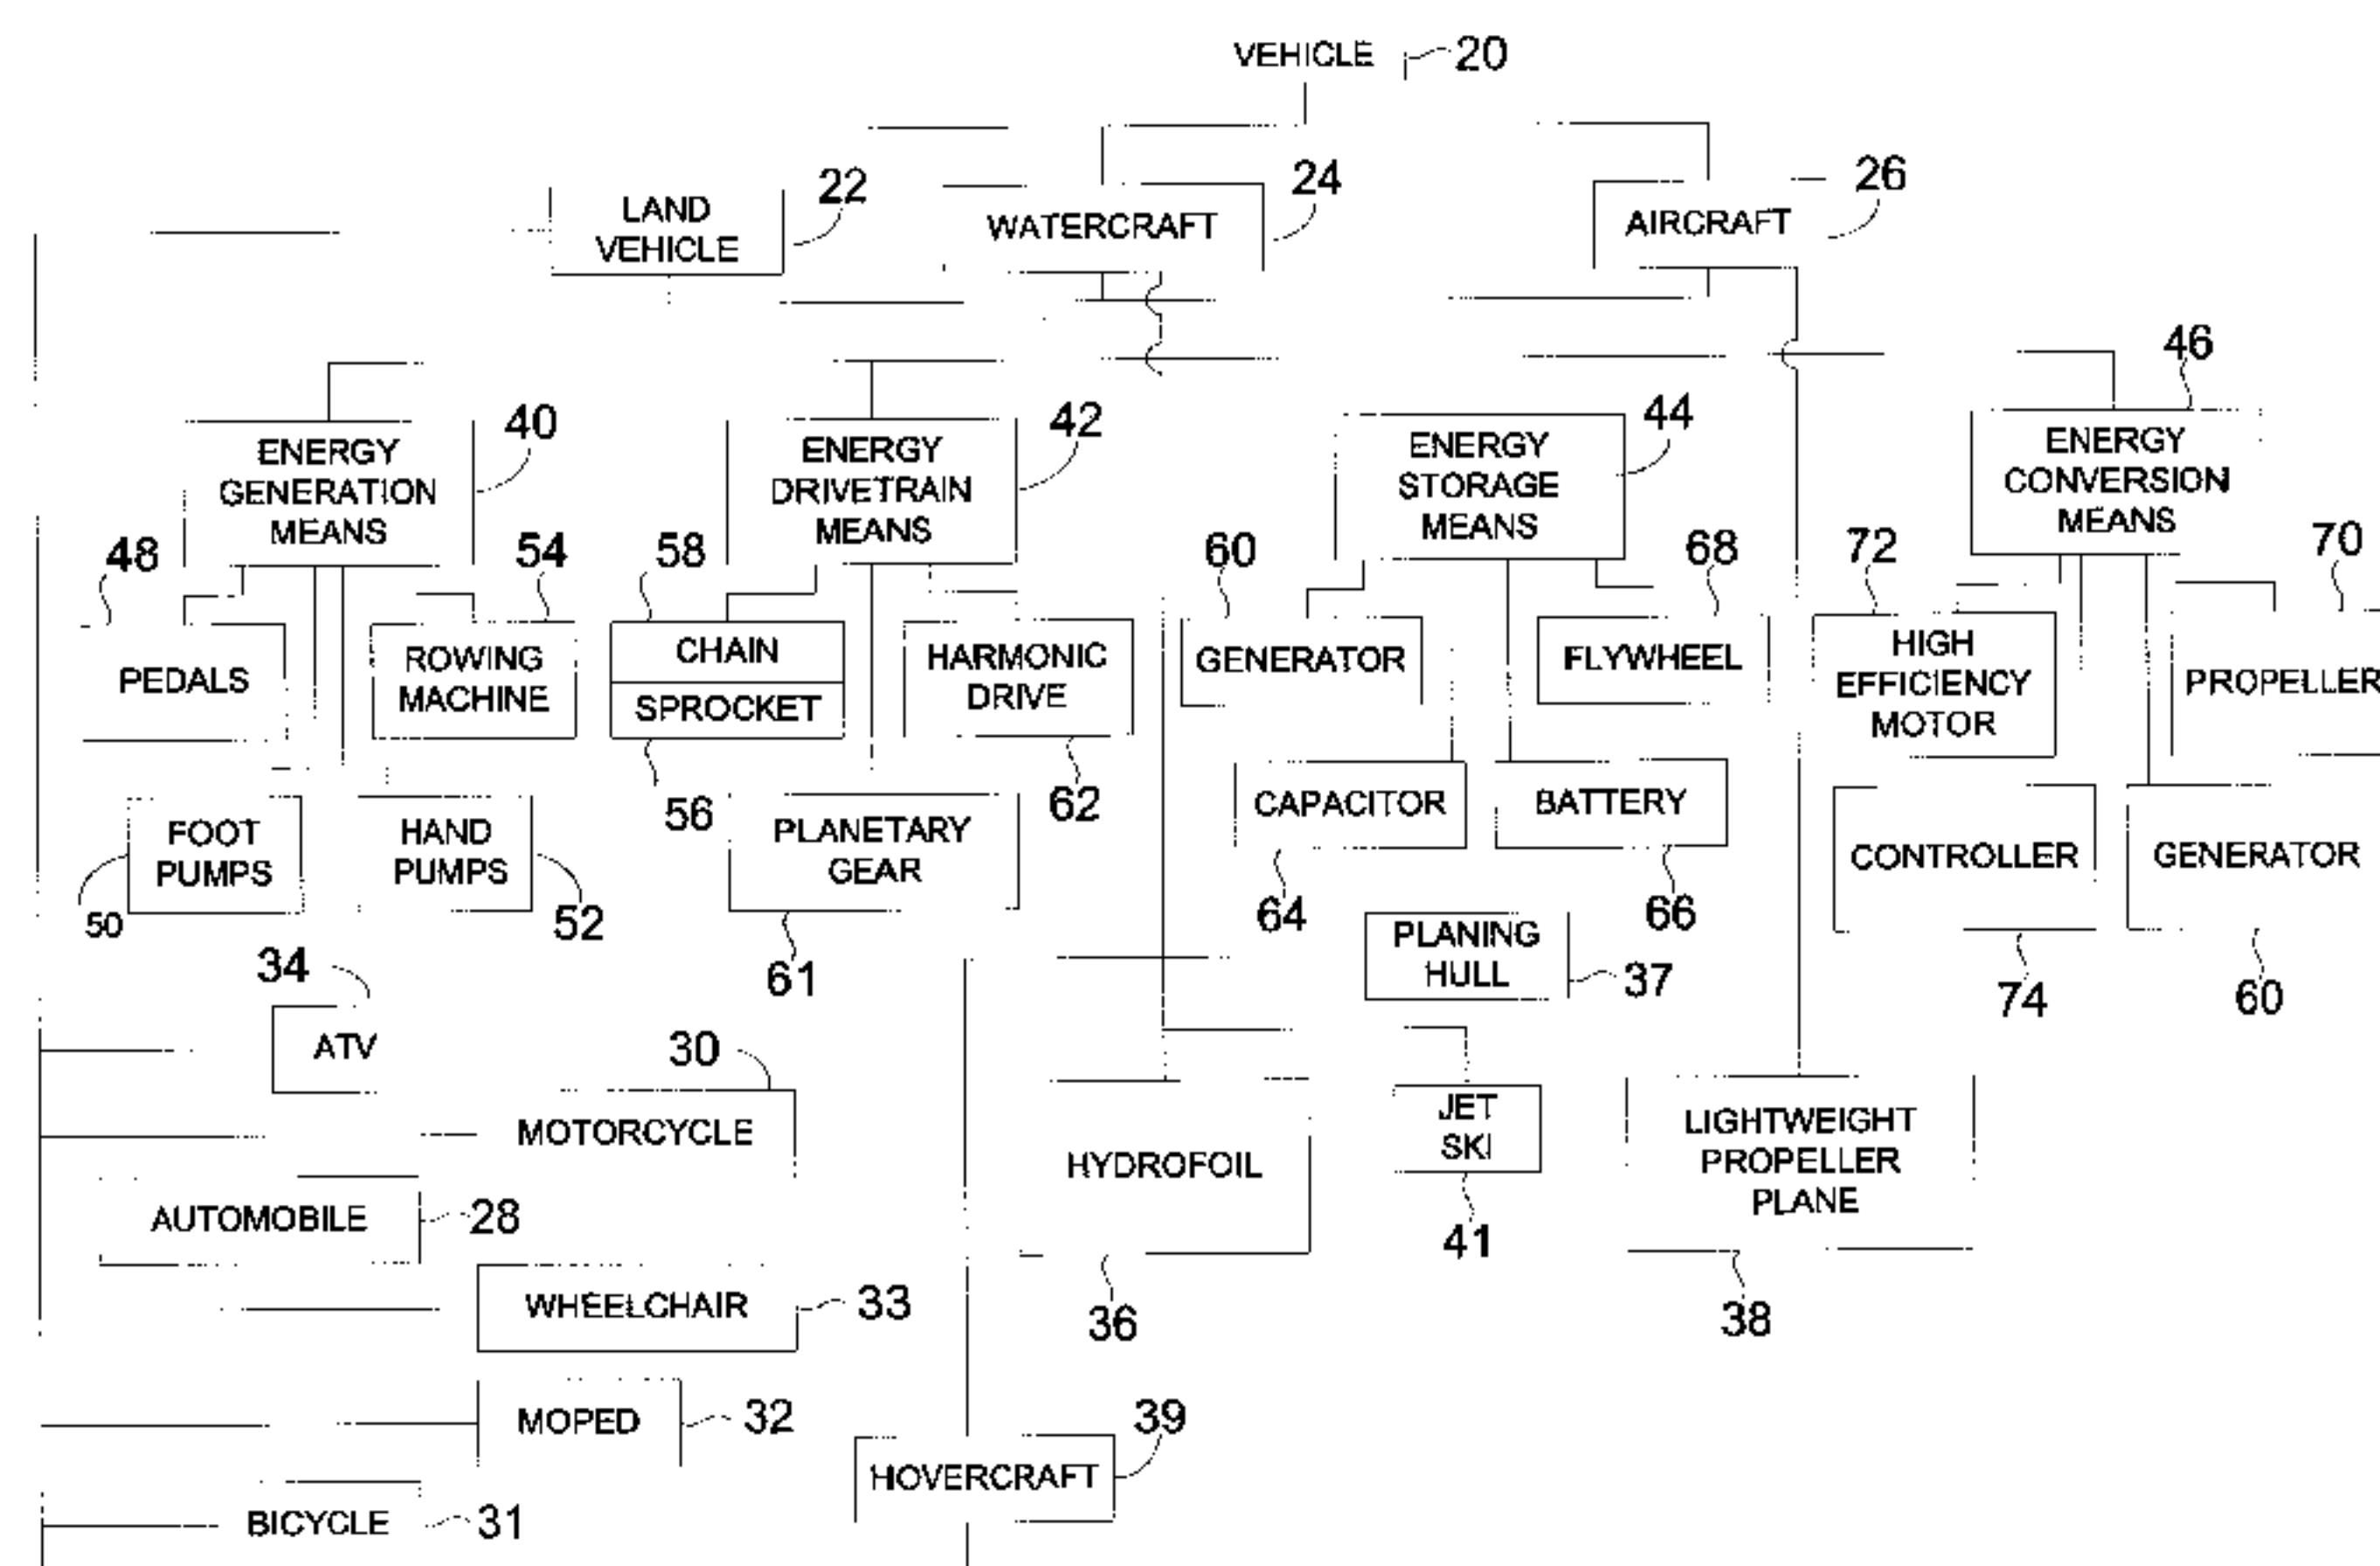 VEHICLE 20
LAND
VEHICLE
22
WATERCRAFT
24
AIRCRAFT
26
ENERGY
GENERATION
MEANS
40
ENERGY
DRIVETRAIN
MEANS
42
ENERGY
STORAGE
MEANS
44
ENERGY
CONVERSION
MEANS
46
48
PEDALS
54
ROWING
MACHINE
58
CHAIN
SPROCKET
56
HARMONIC
DRIVE
62
60
GENERATOR
68
FLYWHEEL
72
HIGH
EFFICIENCY
MOTOR
70
PROPELLER
FOOT
PUMPS
50
HAND
PUMPS
52
PLANETARY
GEAR
61
CAPACITOR
64
BATTERY
66
CONTROLLER
74
GENERATOR
60
PLANING
HULL
37
34
ATV
30
MOTORCYCLE
HYDROFOIL
36
JET
SKI
41
LIGHTWEIGHT
PROPELLER
PLANE
38
AUTOMOBILE 28
WHEELCHAIR 33
MOPED 32
HOVERCRAFT
39
BICYCLE 31